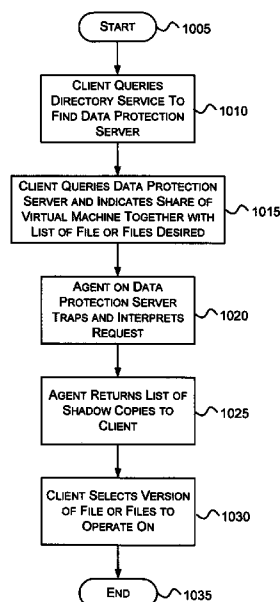 START
1005
CLIENT QUERIES
DIRECTORY SERVICE TO
FIND DATA PROTECTION
SERVER
1010
CLIENT QUERIES DATA PROTECTION
SERVER AND INDICATES SHARE OF
VIRTUAL MACHINE TOGETHER WITH
LIST OF FILE OR FILES DESIRED
1015
AGENT ON DATA
PROTECTION SERVER
TRAPS AND INTERPRETS
REQUEST
1020
AGENT RETURNS LIST OF
SHADOW COPIES TO
CLIENT
1025
CLIENT SELECTS VERSION
OF FILE OR FILES TO
OPERATE ON
1030
END
1035